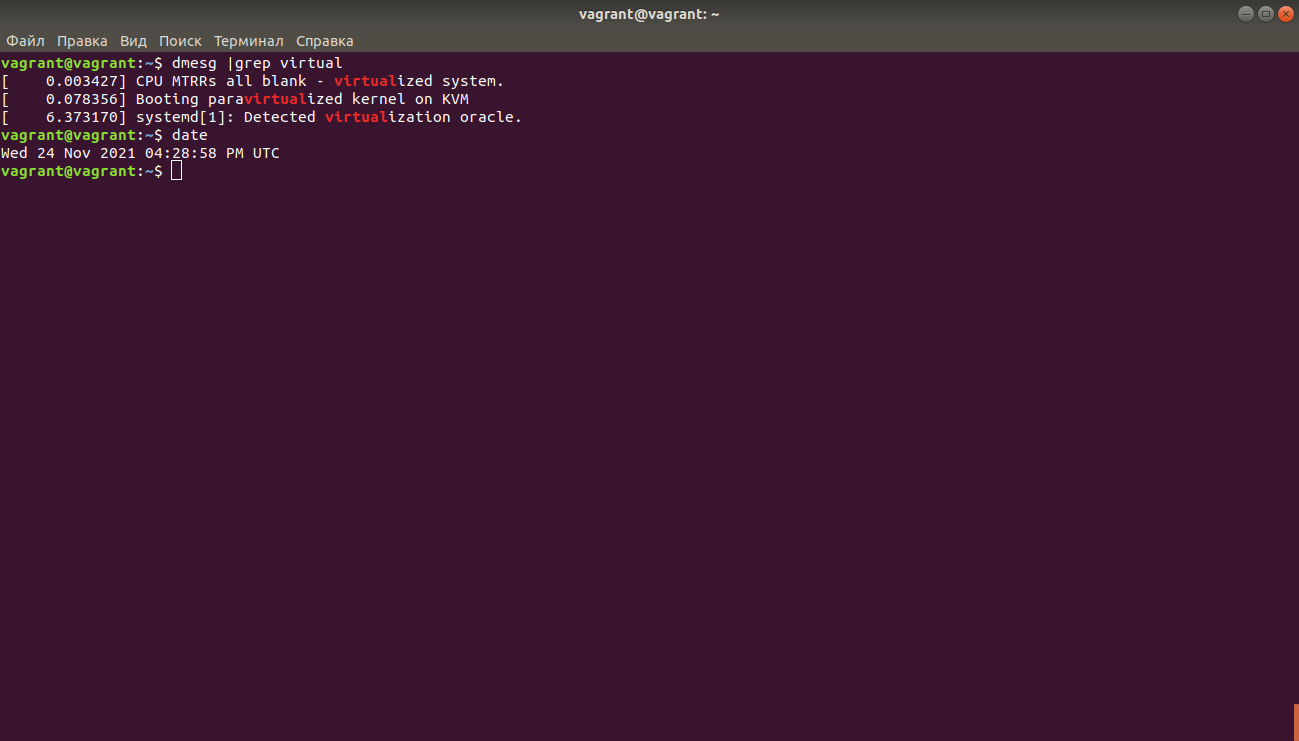 vagrant@vagrant: ~
Файл Правка Вид Поиск Терминал Справка
vagrant@vagrant:~$ dmesg |grep virtual
[    0.003427] CPU MTRRs all blank - virtualized system.
[    0.078356] Booting paravirtualized kernel on KVM
[    6.373170] systemd[1]: Detected virtualization oracle.
vagrant@vagrant:~$ date
Wed 24 Nov 2021 04:28:58 PM UTC
vagrant@vagrant:~$